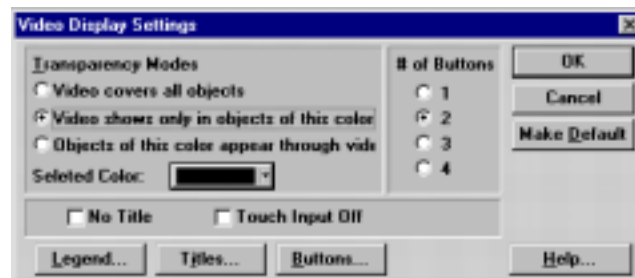 Video Display Settings
Transparency Modes
Video covers all objects
Video shows only in objects of this color
Objects of this color appear through vide
Seleted Color:
# of Buttons
1
2
3
4
OK
Cancel
Make Default
No Title
Touch Input Off
Legend...
Titles...
Buttons....
Help...